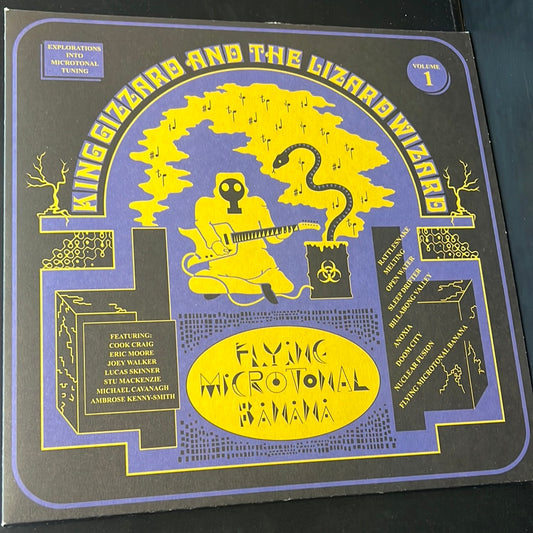 EXPLORATIONS
INTO
MICROTONAL
TUNING
KING GIZZARD AND THE LIZARD WIZARD
VOLUME
1
RATTLESNAKE
MELTING
OPEN WATER
SLEEP DRIFTER
BILLABONG VALLEY
ANOXIA
DOOM CITY
NUCLEAR FUSION
FLYING MICROTONAL BANANA
FEATURING:
COOK CRAIG
ERIC MOORE
JOEY WALKER
LUCAS SKINNER
STU MACKENZIE
MICHAEL CAVANAGH
AMBROSE KENNY-SMITH
FLYING
MICROTONAL
BANANA